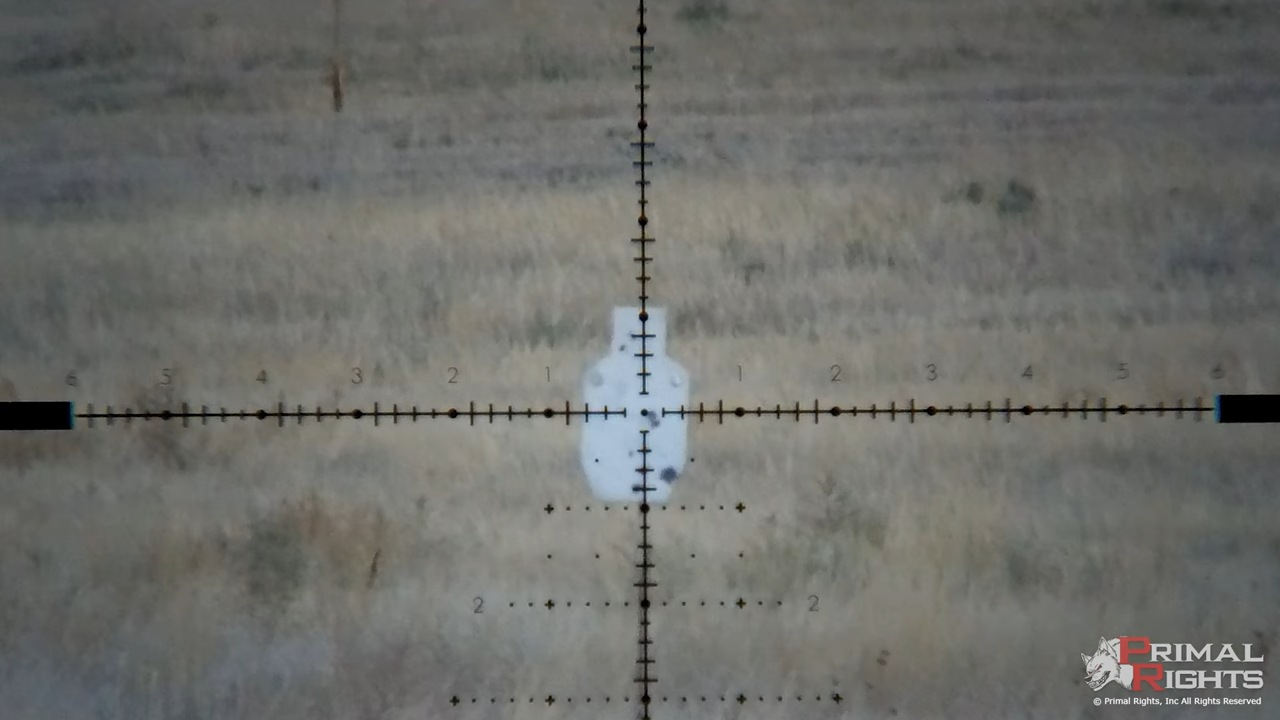 6 5 4 3 2 1 1 2 3 4 5 6
2 2
PRIMAL
RIGHTS
© Primal Rights, Inc All Rights Reserved